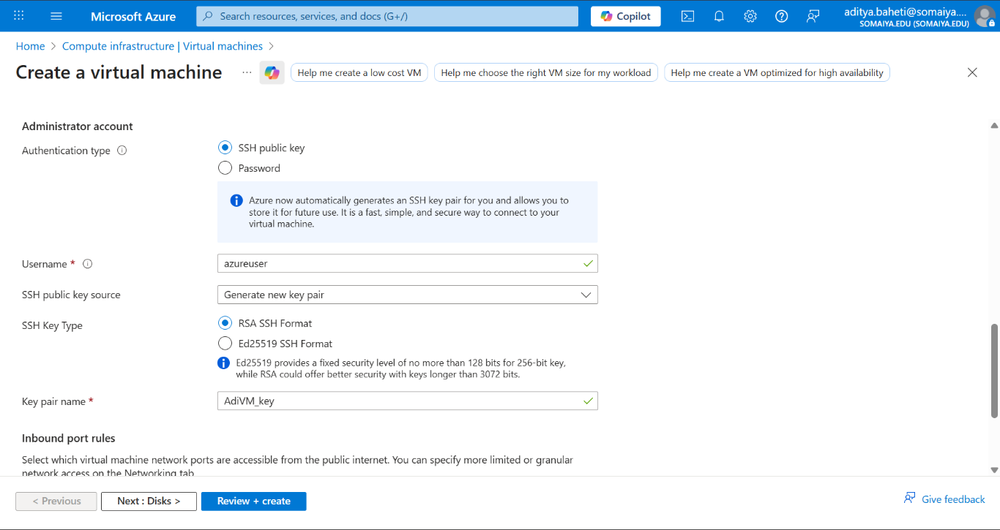 Microsoft Azure
Search resources, services, and docs (G+/)
Copilot
aditya.baheti@somaiya....
SOMAIYA.EDU (SOMAIYA.EDU)
Home > Compute infrastructure | Virtual machines >
Create a virtual machine ...
Help me create a low cost VM
Help me choose the right VM size for my workload
Help me create a VM optimized for high availability
Administrator account
Authentication type
SSH public key
Password
Azure now automatically generates an SSH key pair for you and allows you to
store it for future use. It is a fast, simple, and secure way to connect to your
virtual machine.
Username *
azureuser
SSH public key source
Generate new key pair
SSH Key Type
RSA SSH Format
Ed25519 SSH Format
Ed25519 provides a fixed security level of no more than 128 bits for 256-bit key,
while RSA could offer better security with keys longer than 3072 bits.
Key pair name *
AdiVM_key
Inbound port rules
Select which virtual machine network ports are accessible from the public internet. You can specify more limited or granular
network access on the Networking tab
< Previous
Next : Disks >
Review + create
Give feedback